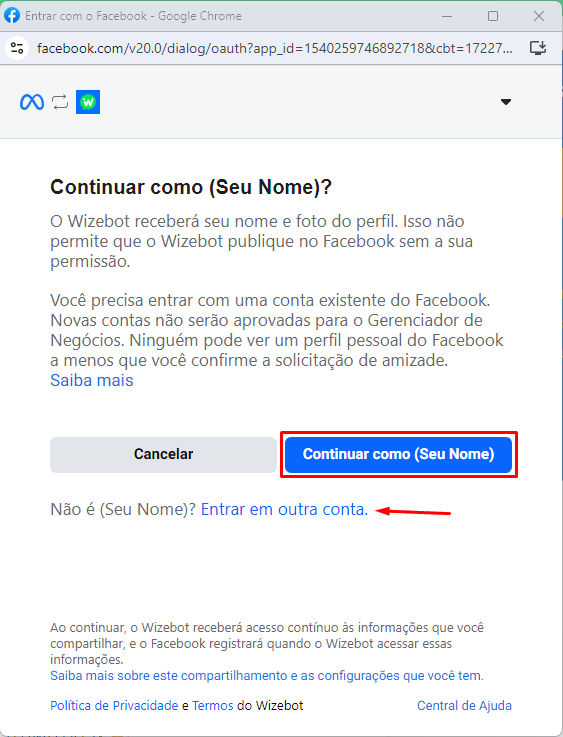 Entrar com o Facebook - Google Chrome
facebook.com/v20.0/dialog/oauth?app_id=1540259746892718&cbt=17227...
Continuar como (Seu Nome)?
O Wizebot receberá seu nome e foto do perfil. Isso não
permite que o Wizebot publique no Facebook sem a sua
permissão.
Você precisa entrar com uma conta existente do Facebook.
Novas contas não serão aprovadas para o Gerenciador de
Negócios. Ninguém pode ver um perfil pessoal do Facebook
a menos que você confirme a solicitação de amizade.
Saiba mais
Cancelar
Continuar como (Seu Nome)
Não é (Seu Nome)? Entrar em outra conta.
Ao continuar, o Wizebot receberá acesso contínuo às informações que você
compartilhar, e o Facebook registrará quando o Wizebot acessar essas
informações.
Saiba mais sobre este compartilhamento e as configurações que você tem.
Política de Privacidade e Termos do Wizebot
Central de Ajuda